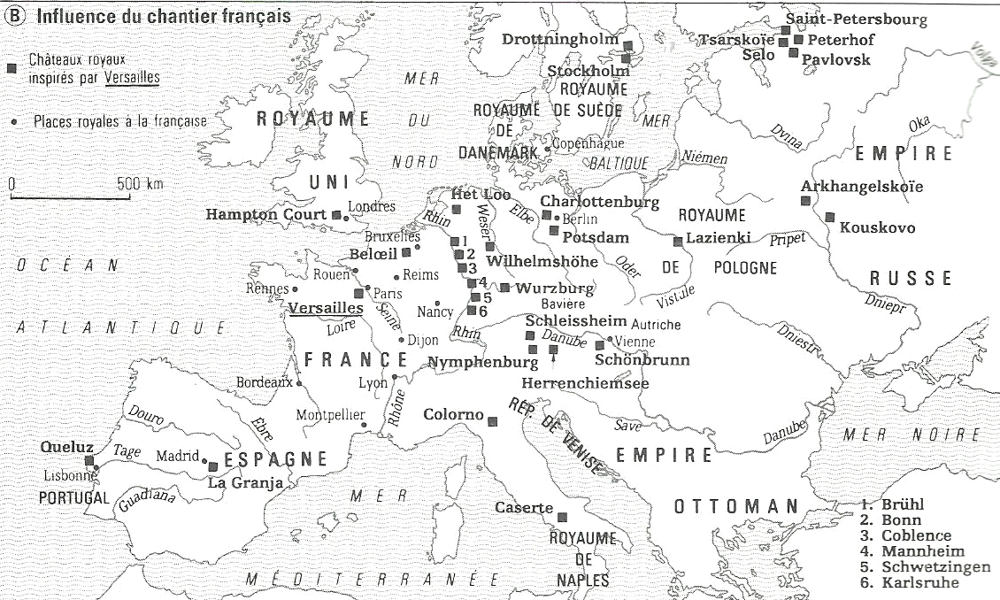 B Influence du chantier français
Châteaux royaux
inspirés par Versailles
Places royales à la française
0 500 km
Saint-Petersbourg
Drottningholm
Tsarskoïe
Selo
Peterhof
Pavlovsk
Stockholm
Volga
MER
DU
NORD
ROYAUME
DE SUÈDE
ROYAUME
DE
DANEMARK
MER
BALTIQUE
Copenhague
ROYAUME
UNI
Dvina
Oka
Niémen
EMPIRE
RUSSE
Arkhangelskoïe
Kouskovo
Hampton Court
Londres
Het Loo
Rhin
Weser
Elbe
Charlottenburg
Berlin
Potsdam
ROYAUME
DE POLOGNE
Lazienki
Pripet
Bruxelles
Belœil
1
2
3
4
5
6
Wilhelmshöhe
Oder
OCÉAN
ATLANTIQUE
Rouen
Reims
Rennes
Paris
Versailles
Seine
Nancy
Wurzburg
Bavière
Vistule
Dniepr
Loire
Dijon
Rhin
Schleissheim
Autriche
Danube
Vienne
Dniestr
FRANCE
Nymphenburg
Schönbrunn
Herrenchiemsee
Bordeaux
Lyon
Rhône
Montpellier
Colorno
RÉP. DE VENISE
Save
Danube
MER NOIRE
Douro
Ebre
Queluz
Tage
Madrid
ESPAGNE
Lisbonne
La Granja
PORTUGAL
Guadiana
EMPIRE
OTTOMAN
MER
MÉDITERRANÉE
Caserte
ROYAUME
DE
NAPLES
1. Brühl
2. Bonn
3. Coblence
4. Mannheim
5. Schwetzingen
6. Karlsruhe